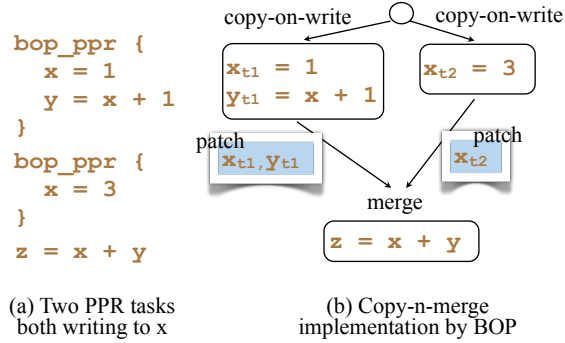 bop_ppr {
x = 1
y = x + 1
}
bop_ppr {
x = 3
}
z = x + y
(a) Two PPR tasks
both writing to x
copy-on-write
copy-on-write
xt1 = 1
yt1 = x + 1
xt2 = 3
patch
xt1,yt1
patch
xt2
merge
z = x + y
(b) Copy-n-merge
implementation by BOP